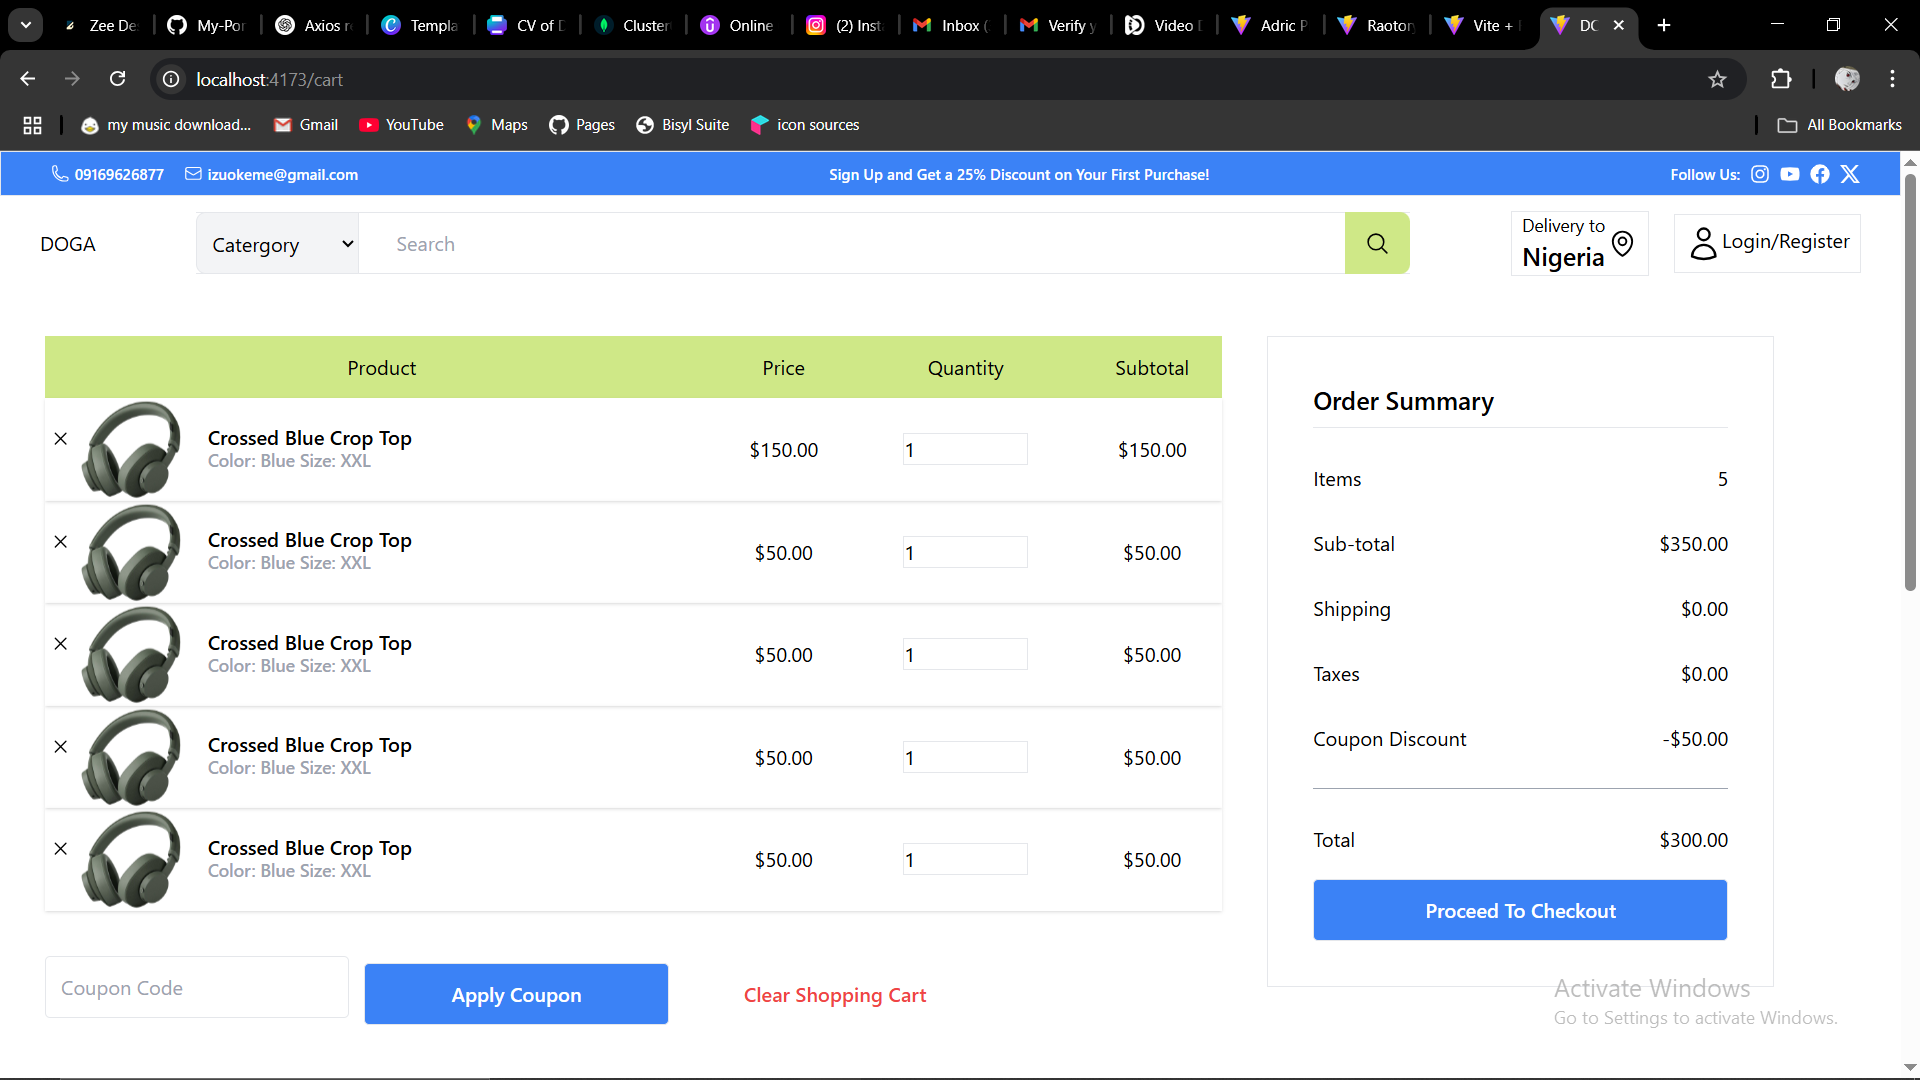 Zee De
My-Por
Axios r
Templa
CV of D
Cluster
Online
(2) Inst
Inbox (
Verify y
Video D
Adric P
Raoton
Vite +
DO
localhost:4173/cart
my music download...
Gmail
YouTube
Maps
Pages
Bisyl Suite
icon sources
All Bookmarks
09169626877
izuokeme@gmail.com
Sign Up and Get a 25% Discount on Your First Purchase!
Follow Us:
DOGA
Catergory
Search
Delivery to
Nigeria
Login/Register
Product Price Quantity Subtotal
Crossed Blue Crop Top
Color: Blue Size: XXL
$150.00 1 $150.00
Crossed Blue Crop Top
Color: Blue Size: XXL
$50.00 1 $50.00
Crossed Blue Crop Top
Color: Blue Size: XXL
$50.00 1 $50.00
Crossed Blue Crop Top
Color: Blue Size: XXL
$50.00 1 $50.00
Crossed Blue Crop Top
Color: Blue Size: XXL
$50.00 1 $50.00
Coupon Code
Apply Coupon
Clear Shopping Cart
Order Summary
Items 5
Sub-total $350.00
Shipping $0.00
Taxes $0.00
Coupon Discount -$50.00
Total $300.00
Proceed To Checkout
Activate Windows
Go to Settings to activate Windows.